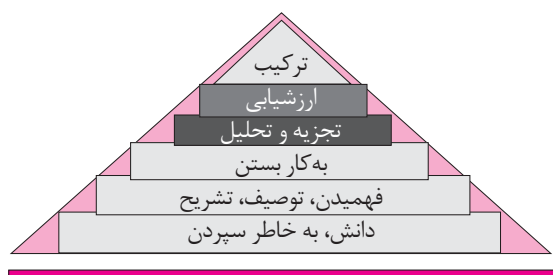 ترکیب
ارزشیابی
تجزیه و تحلیل
به‌کار بستن
فهمیدن، توصیف، تشریح
دانش، به خاطر سپردن